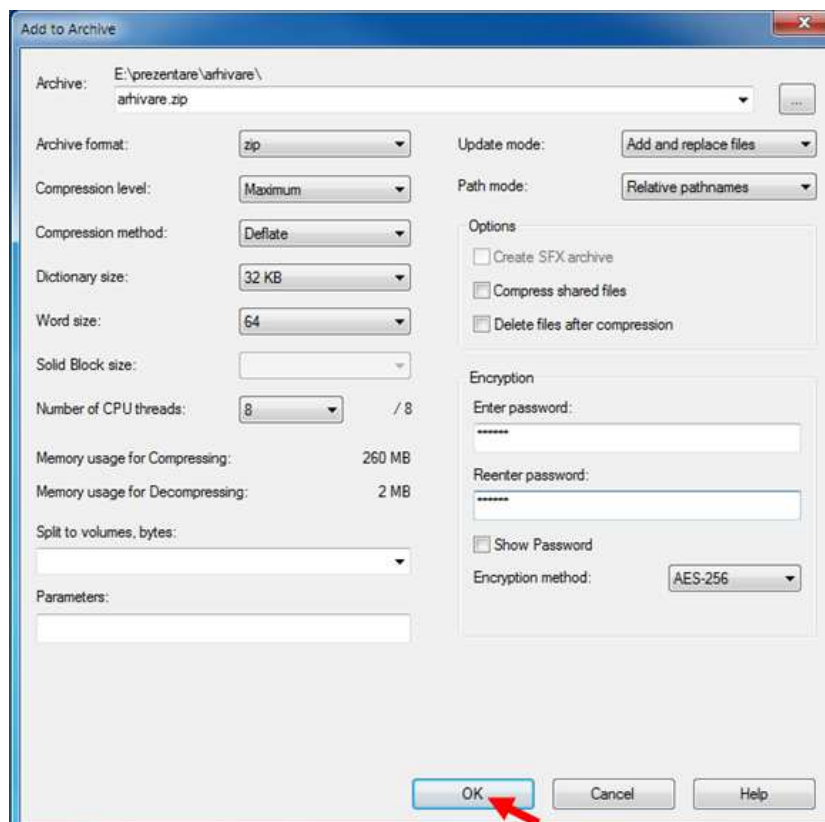 Add to Archive
Archive: E:\prezentare\arhivare\
arhivare.zip
...
Archive format: zip
Update mode: Add and replace files
Compression level: Maximum
Path mode: Relative pathnames
Compression method: Deflate
Options
Create SFX archive
Dictionary size: 32 KB
Compress shared files
Word size: 64
Delete files after compression
Solid Block size:
Encryption
Number of CPU threads: 8 / 8
Enter password:
******
Memory usage for Compressing: 260 MB
Reenter password:
Memory usage for Decompressing: 2 MB
******
Split to volumes, bytes:
Show Password
Encryption method: AES-256
Parameters:
OK Cancel Help